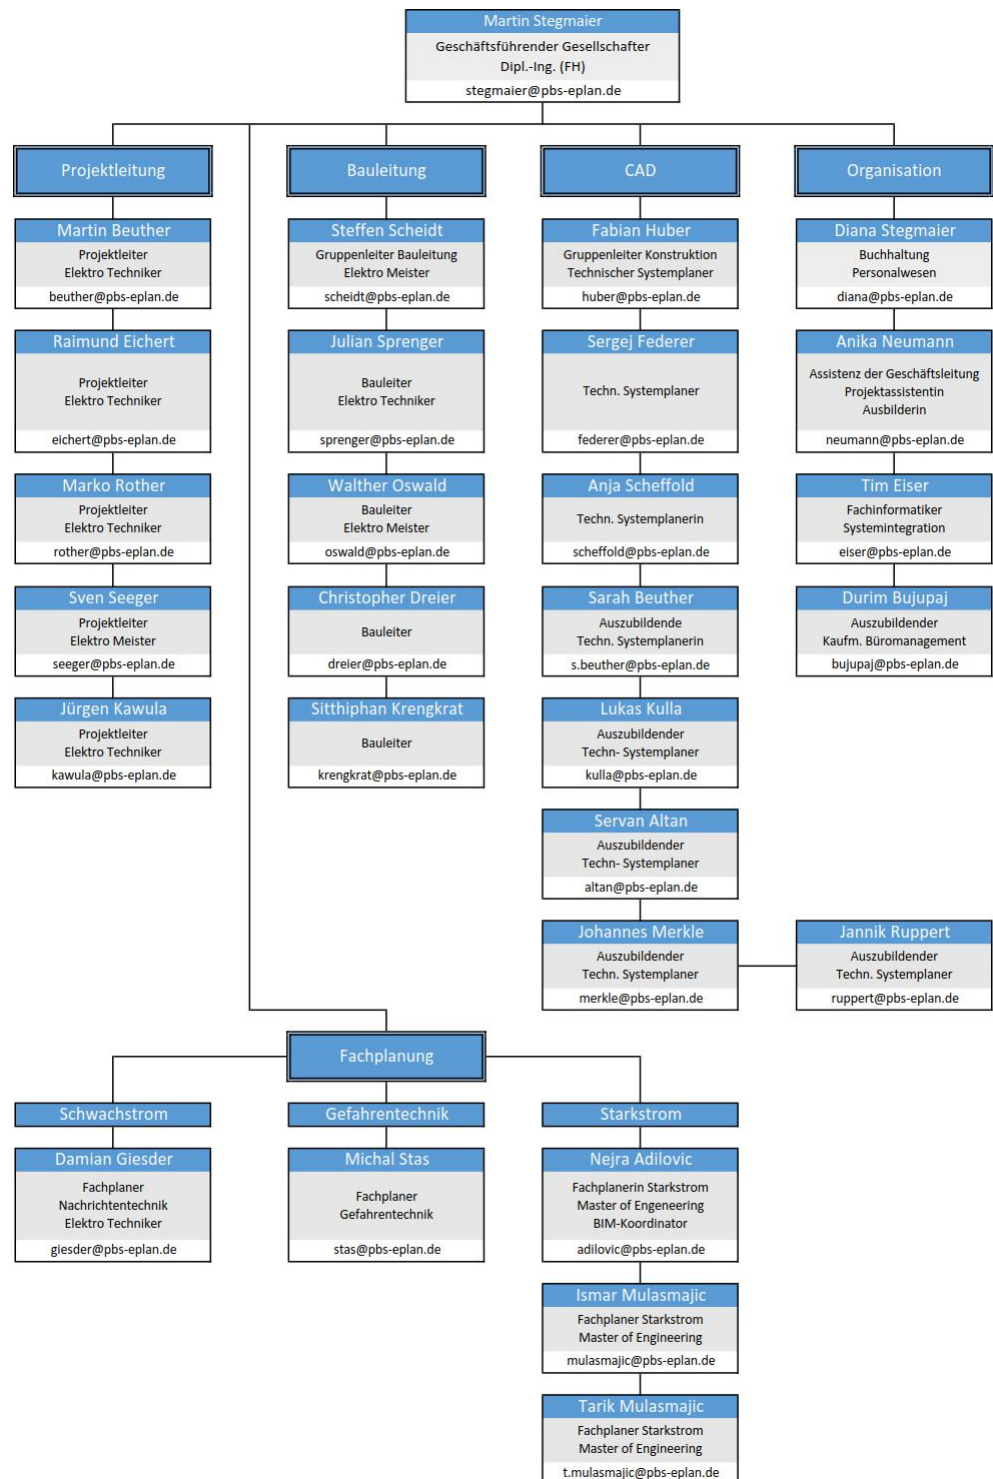 Martin Stegmaier
Geschäftsführender Gesellschafter
Dipl.-Ing. (FH)
stegmaier@pbs-eplan.de
Projektleitung
Martin Beuther
Projektleiter
Elektro Techniker
beuther@pbs-eplan.de
Raimund Eichert
Projektleiter
Elektro Techniker
eichert@pbs-eplan.de
Marko Rother
Projektleiter
Elektro Techniker
rother@pbs-eplan.de
Sven Seeger
Projektleiter
Elektro Meister
seeger@pbs-eplan.de
Jürgen Kawula
Projektleiter
Elektro Techniker
kawula@pbs-eplan.de
Bauleitung
Steffen Scheidt
Gruppenleiter Bauleitung
Elektro Meister
scheidt@pbs-eplan.de
Julian Sprenger
Bauleiter
Elektro Techniker
sprenger@pbs-eplan.de
Walther Oswald
Bauleiter
Elektro Meister
oswald@pbs-eplan.de
Christopher Dreier
Bauleiter
dreier@pbs-eplan.de
Sitthiphan Krengkrat
Bauleiter
krengkrat@pbs-eplan.de
CAD
Fabian Huber
Gruppenleiter Konstruktion
Technischer Systemplaner
huber@pbs-eplan.de
Sergej Federer
Techn. Systemplaner
federer@pbs-eplan.de
Anja Scheffold
Techn. Systemplanerin
scheffold@pbs-eplan.de
Sarah Beuther
Auszubildende
Techn. Systemplanerin
s.beuther@pbs-eplan.de
Lukas Kulla
Auszubildender
Techn- Systemplaner
kulla@pbs-eplan.de
Servan Altan
Auszubildender
Techn- Systemplaner
altan@pbs-eplan.de
Johannes Merkle
Auszubildender
Techn. Systemplaner
merkle@pbs-eplan.de
Jannik Ruppert
Auszubildender
Techn. Systemplaner
ruppert@pbs-eplan.de
Organisation
Diana Stegmaier
Buchhaltung
Personalwesen
diana@pbs-eplan.de
Anika Neumann
Assistenz der Geschäftsleitung
Projektassistentin
Ausbilderin
neumann@pbs-eplan.de
Tim Eiser
Fachinformatiker
Systemintegration
eiser@pbs-eplan.de
Durim Bujupaj
Auszubildender
Kaufm. Büromanagement
bujupaj@pbs-eplan.de
Fachplanung
Schwachstrom
Damian Giesder
Fachplaner
Nachrichtentechnik
Elektro Techniker
giesder@pbs-eplan.de
Gefahrentechnik
Michal Stas
Fachplaner
Gefahrentechnik
stas@pbs-eplan.de
Starkstrom
Nejra Adilovic
Fachplanerin Starkstrom
Master of Engeneering
BIM-Koordinator
adilovic@pbs-eplan.de
Ismar Mulasmajic
Fachplaner Starkstrom
Master of Engineering
mulasmajic@pbs-eplan.de
Tarik Mulasmajic
Fachplaner Starkstrom
Master of Engineering
t.mulasmajic@pbs-eplan.de